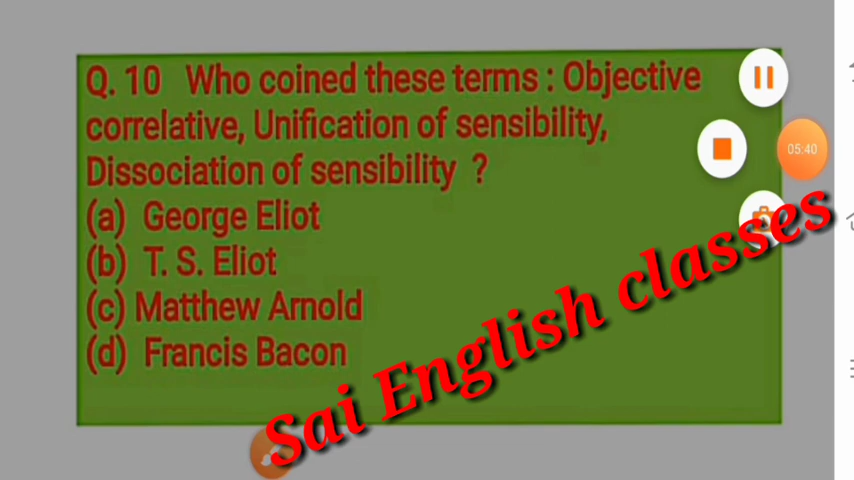 Q. 10 Who coined these terms : Objective
correlative, Unification of sensibility,
Dissociation of sensibility ?
(a) George Eliot
(b) T. S. Eliot
(c) Matthew Arnold
(d) Francis Bacon
05:40
Sai English classes